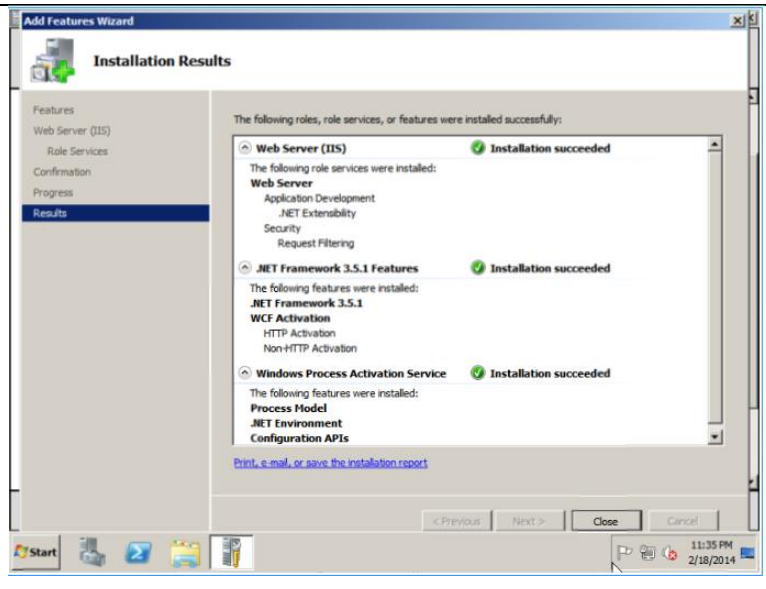 Add Features Wizard
Installation Results
Features
Web Server (IIS)
Role Services
Confirmation
Progress
Results
The following roles, role services, or features were installed successfully:
Web Server (IIS) Installation succeeded
The following role services were installed:
Web Server
Application Development
.NET Extensibility
Security
Request Filtering
.NET Framework 3.5.1 Features Installation succeeded
The following features were installed:
.NET Framework 3.5.1
WCF Activation
HTTP Activation
Non-HTTP Activation
Windows Process Activation Service Installation succeeded
The following features were installed:
Process Model
.NET Environment
Configuration APIs
Print, e-mail, or save the installation report
< Previous Next > Close Cancel
Start
11:35 PM
2/18/2014